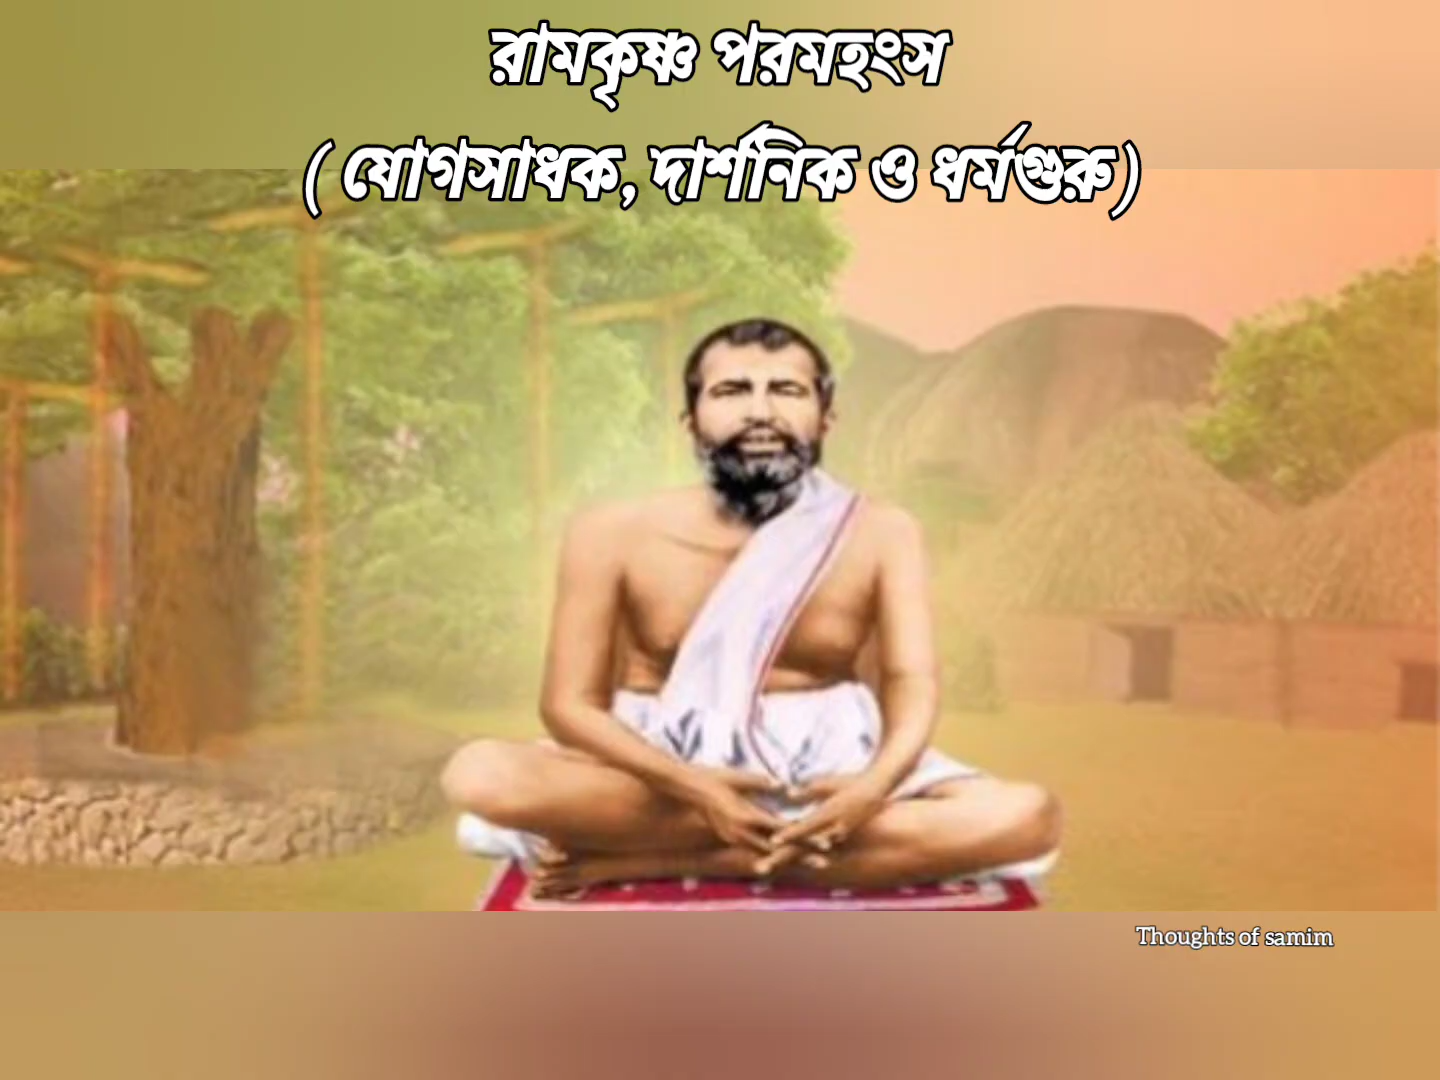 রামকৃষ্ণ পরমহংস
( যোগসাধক, দার্শনিক ও ধর্মগুরু)
Thoughts of samim